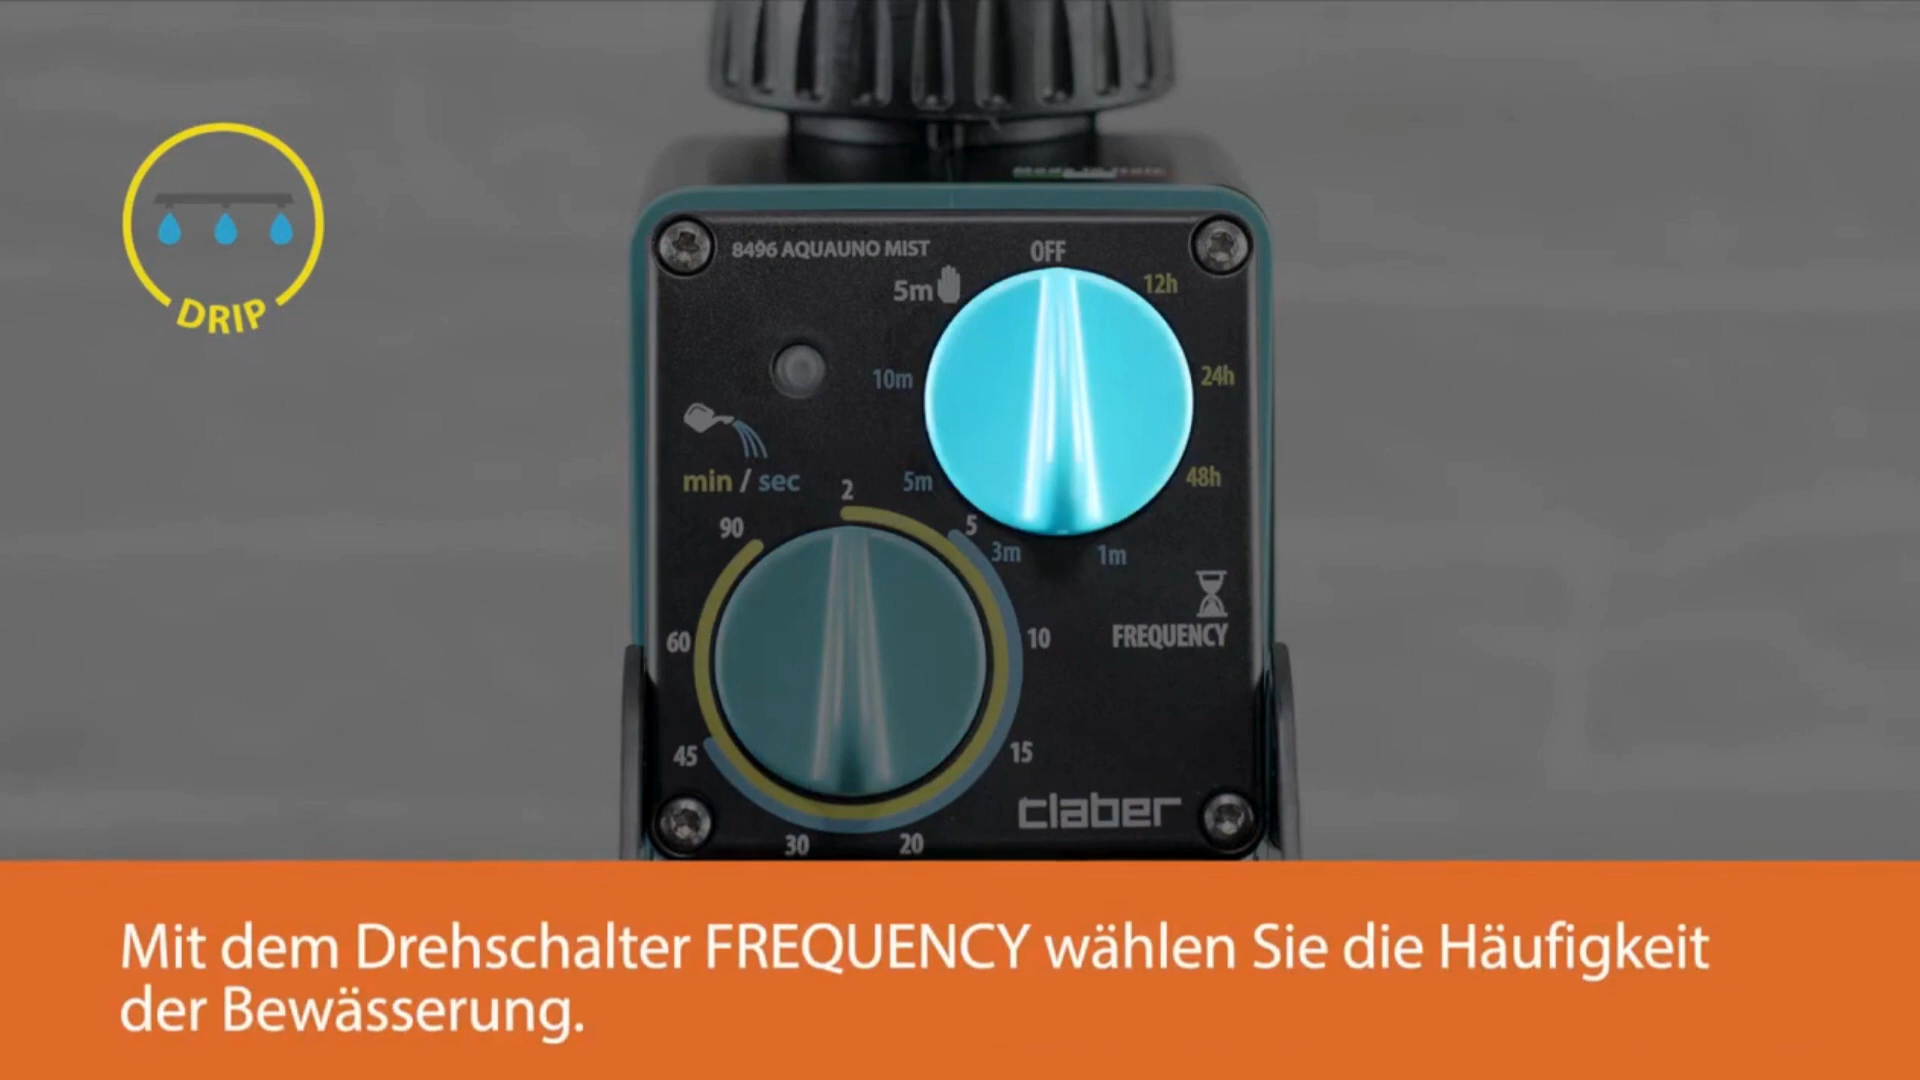 DRIP
8496 AQUAUNO MIST
OFF
5m
12h
10m
24h
min / sec
5m
48h
2
90
5
3m
1m
60
10
FREQUENCY
45
15
claber
30
20
Mit dem Drehschalter FREQUENCY wählen Sie die Häufigkeit
der Bewässerung.